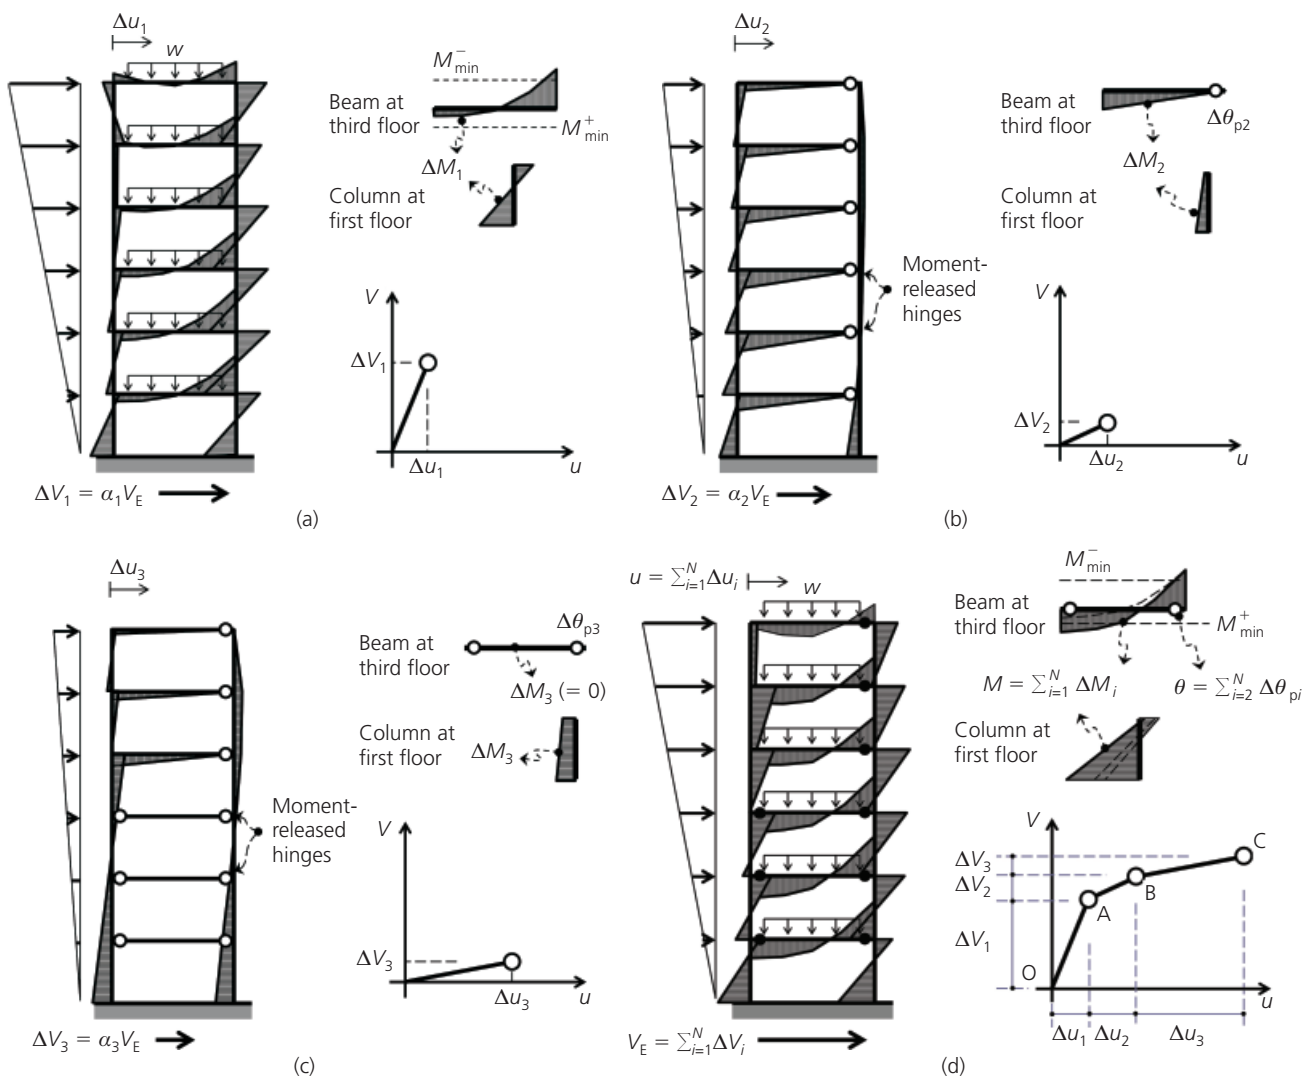 Δu₁
w
Beam at
third floor
M⁻min
M⁺min
ΔM₁
Column at
first floor
V
ΔV₁
Δu₁
u
ΔV₁ = α₁V_E
(a)
Δu₂
Beam at
third floor
Δθp2
ΔM₂
Column at
first floor
Moment-
released
hinges
V
ΔV₂
Δu₂
u
ΔV₂ = α₂V_E
(b)
Δu₃
Beam at
third floor
Δθp3
ΔM₃ (= 0)
Column at
first floor
ΔM₃
Moment-
released
hinges
V
ΔV₃
Δu₃
u
ΔV₃ = α₃V_E
(c)
u = ∑ᴺᵢ₌₁Δuᵢ
w
Beam at
third floor
M⁻min
M⁺min
M = ∑ᴺᵢ₌₁ ΔMᵢ
θ = ∑ᴺᵢ₌₂ Δθpi
Column at
first floor
V
ΔV₃
ΔV₂
ΔV₁
A
B
C
O
u
Δu₁
Δu₂
Δu₃
V_E = ∑ᴺᵢ₌₁ΔVᵢ
(d)